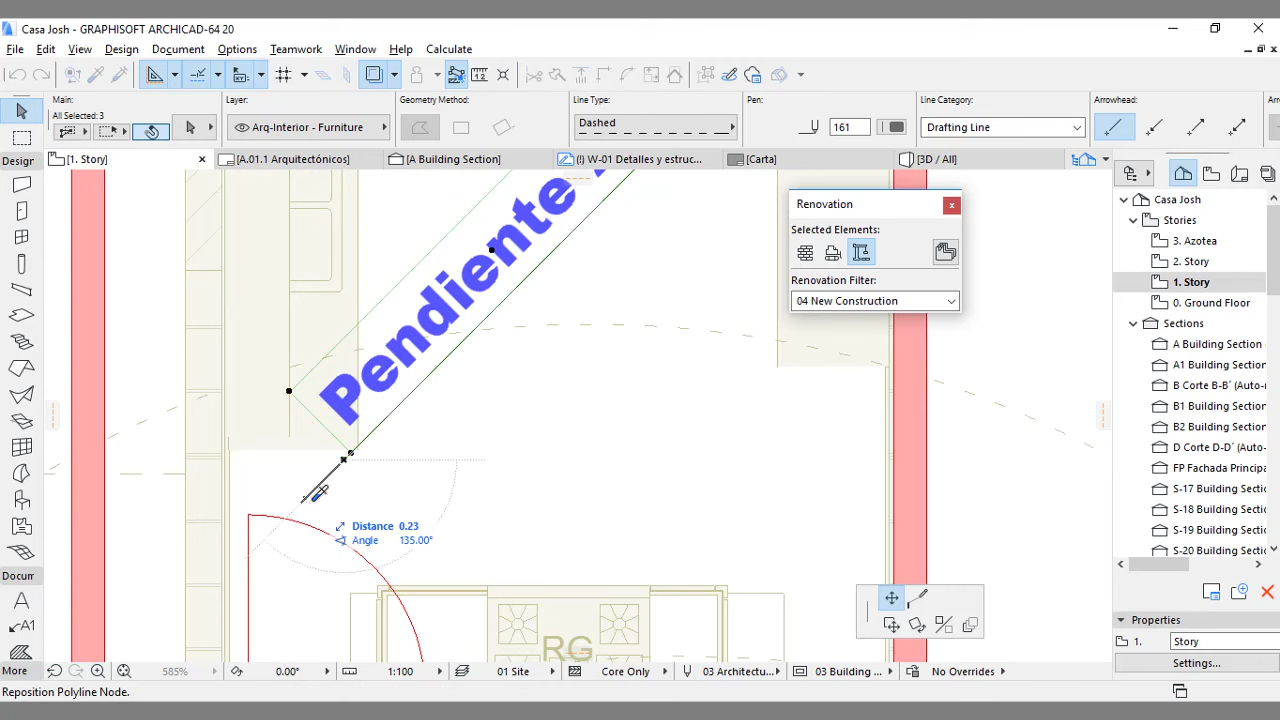 Casa Josh - GRAPHISOFT ARCHICAD-64 20
File Edit View Design Document Options Teamwork Window Help Calculate
Main:
All Selected: 3
Layer:
Arq-Interior - Furniture
Geometry Method:
Line Type:
Dashed
Pen:
161
Line Category:
Drafting Line
Arrowhead:
Design
[1. Story]
[A.01.1 Arquitectónicos]
[A Building Section]
(!) W-01 Detalles y estruc...
[Carta]
[3D / All]
Renovation
Selected Elements:
Renovation Filter:
04 New Construction
Pendiente
Distance 0.23
Angle 135.00°
RG
Casa Josh
Stories
3. Azotea
2. Story
1. Story
0. Ground Floor
Sections
A Building Section
A1 Building Section
B Corte B-B´ (Auto-
B1 Building Section
B2 Building Section
D Corte D-D´ (Auto-
FP Fachada Principa
S-17 Building Secti
S-18 Building Secti
S-19 Building Secti
S-20 Building Secti
Properties
1. Story
Settings...
Docum
A1
More
585%
0.00°
1:100
01 Site
Core Only
03 Architectu...
03 Building ...
No Overrides
Reposition Polyline Node.